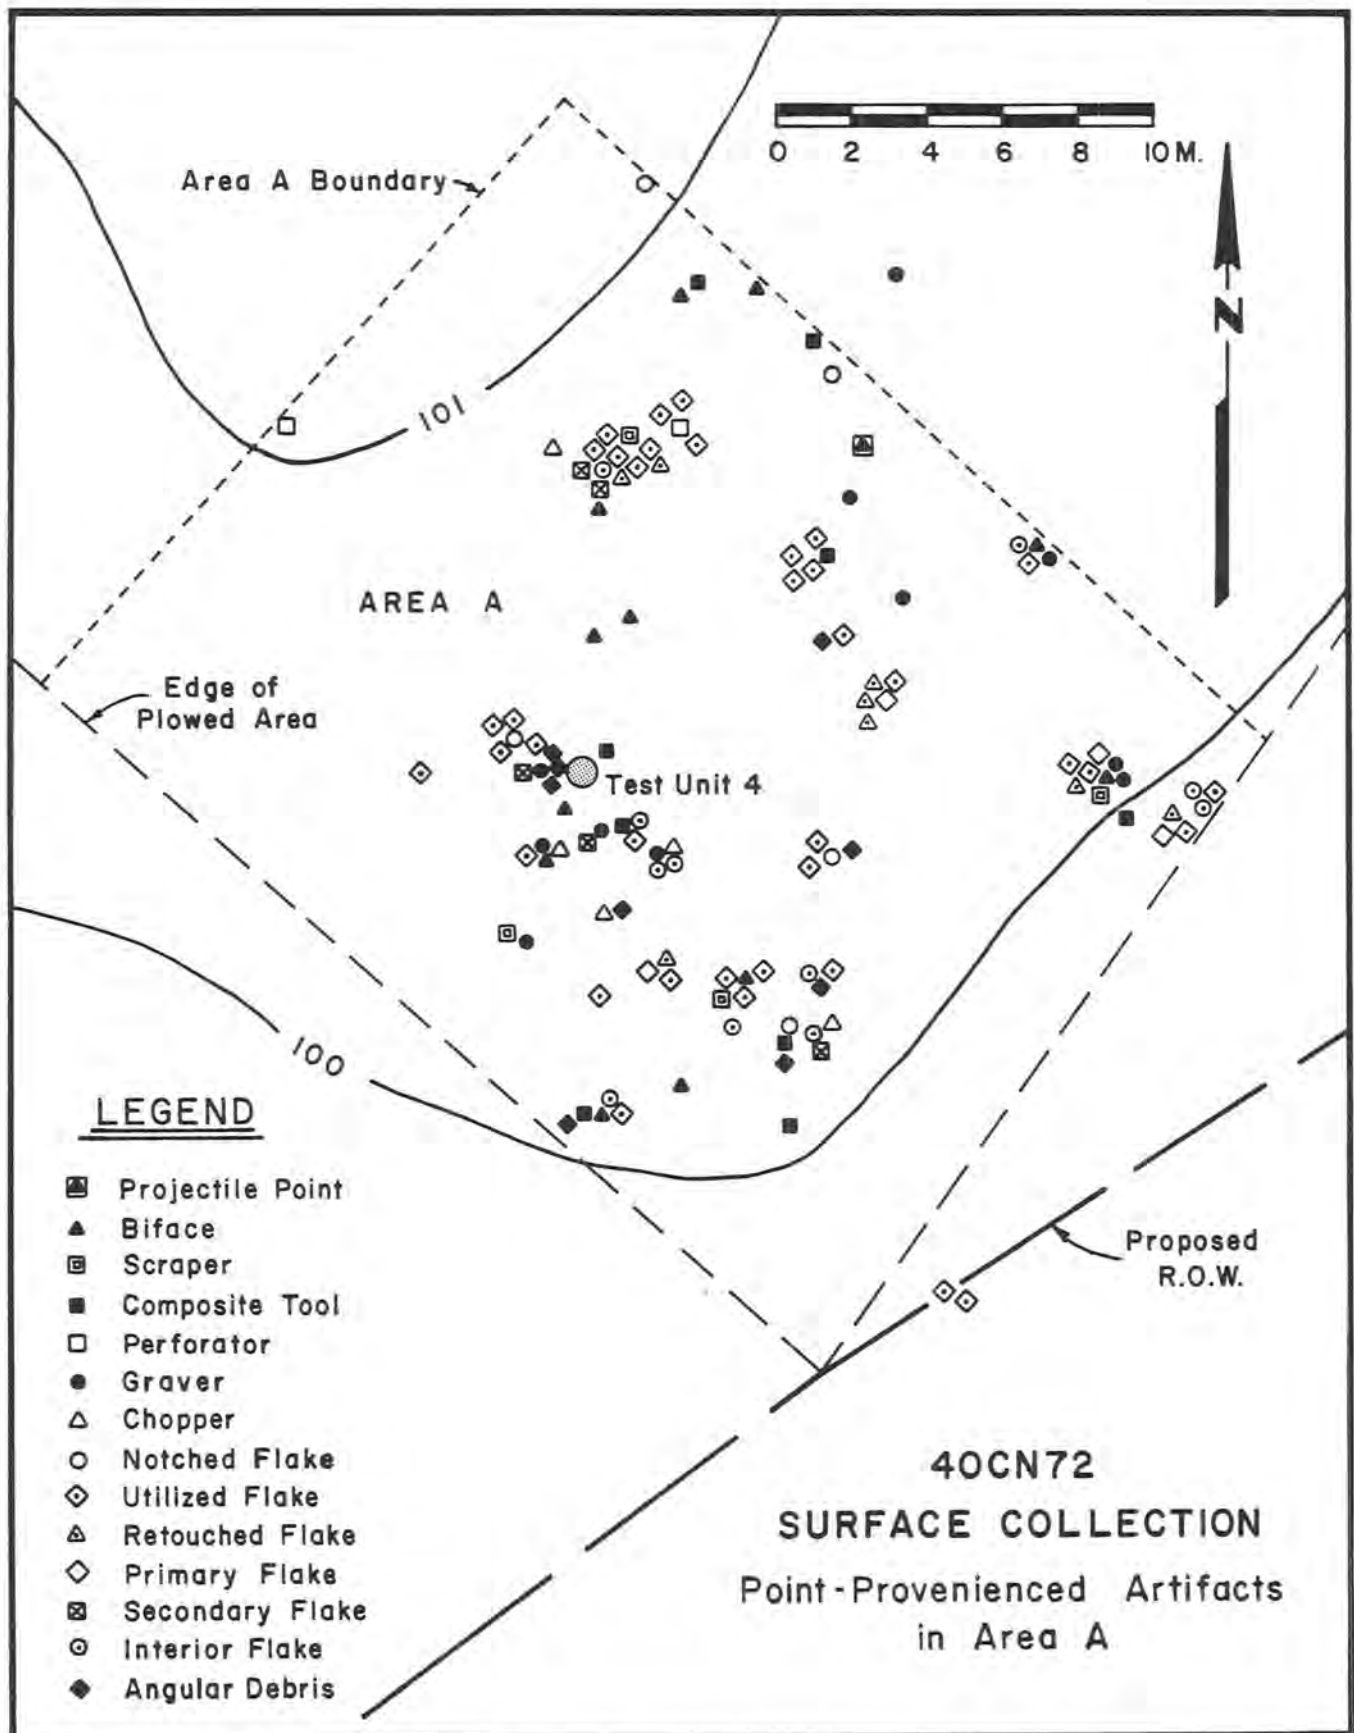 Area A Boundary
0 2 4 6 8 10 M.
N
101
AREA A
Edge of
Plowed Area
Test Unit 4
100
LEGEND
Projectile Point
Biface
Scraper
Composite Tool
Perforator
Graver
Chopper
Notched Flake
Utilized Flake
Retouched Flake
Primary Flake
Secondary Flake
Interior Flake
Angular Debris
Proposed
R.O.W.
40CN72
SURFACE COLLECTION
Point-Provenienced Artifacts
in Area A